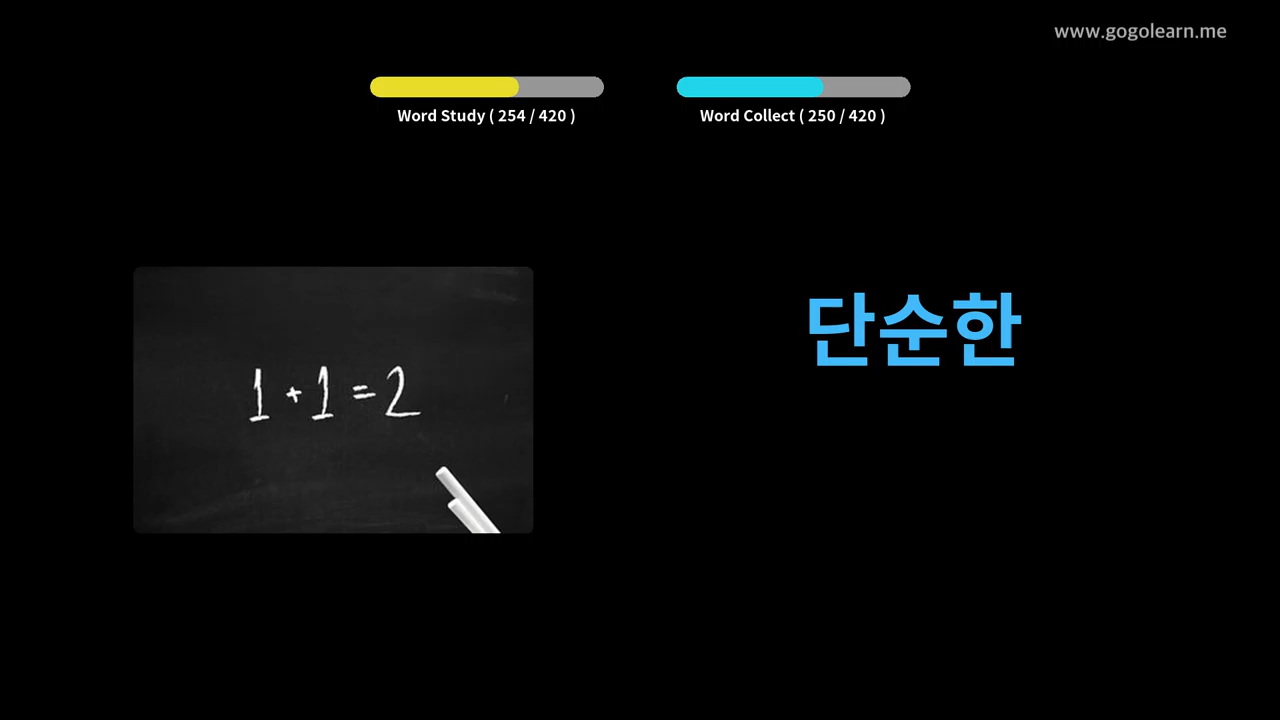 www.gogolearn.me
Word Study ( 254 / 420 )
Word Collect ( 250 / 420 )
단순한
1 + 1 = 2